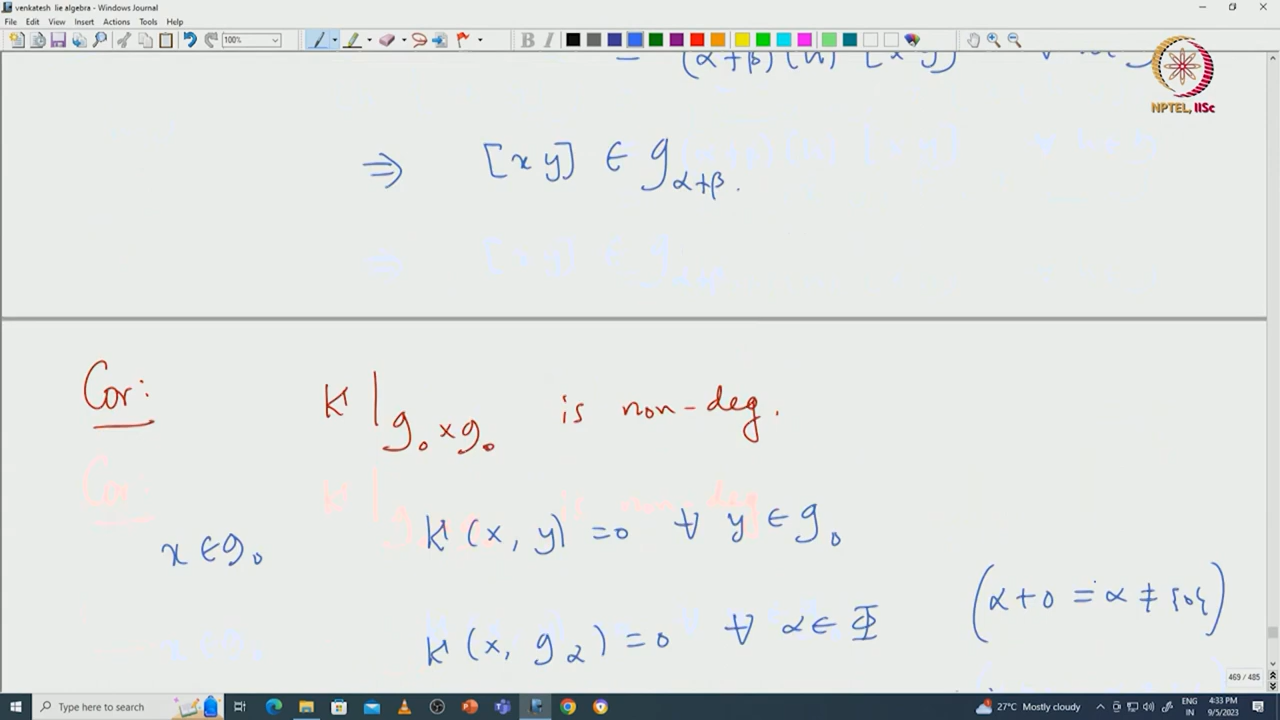 venkatesh lie algebra - Windows Journal
File Edit View Insert Actions Tools Help
100%
B I
= (α+β)(h) [x y] ∀
NPTEL, IISc
⇒ [x y] ∈ g_{α+β}.
Cor: K|_{g₀×g₀} is non-deg.
x ∈ g₀ K(x, y) = 0 ∀ y ∈ g₀
K(x, g_α) = 0 ∀ α ∈ Φ (α+0 = α ≠ {0})
469 / 485
Type here to search
27°C Mostly cloudy
ENG
IN
4:33 PM
9/5/2023